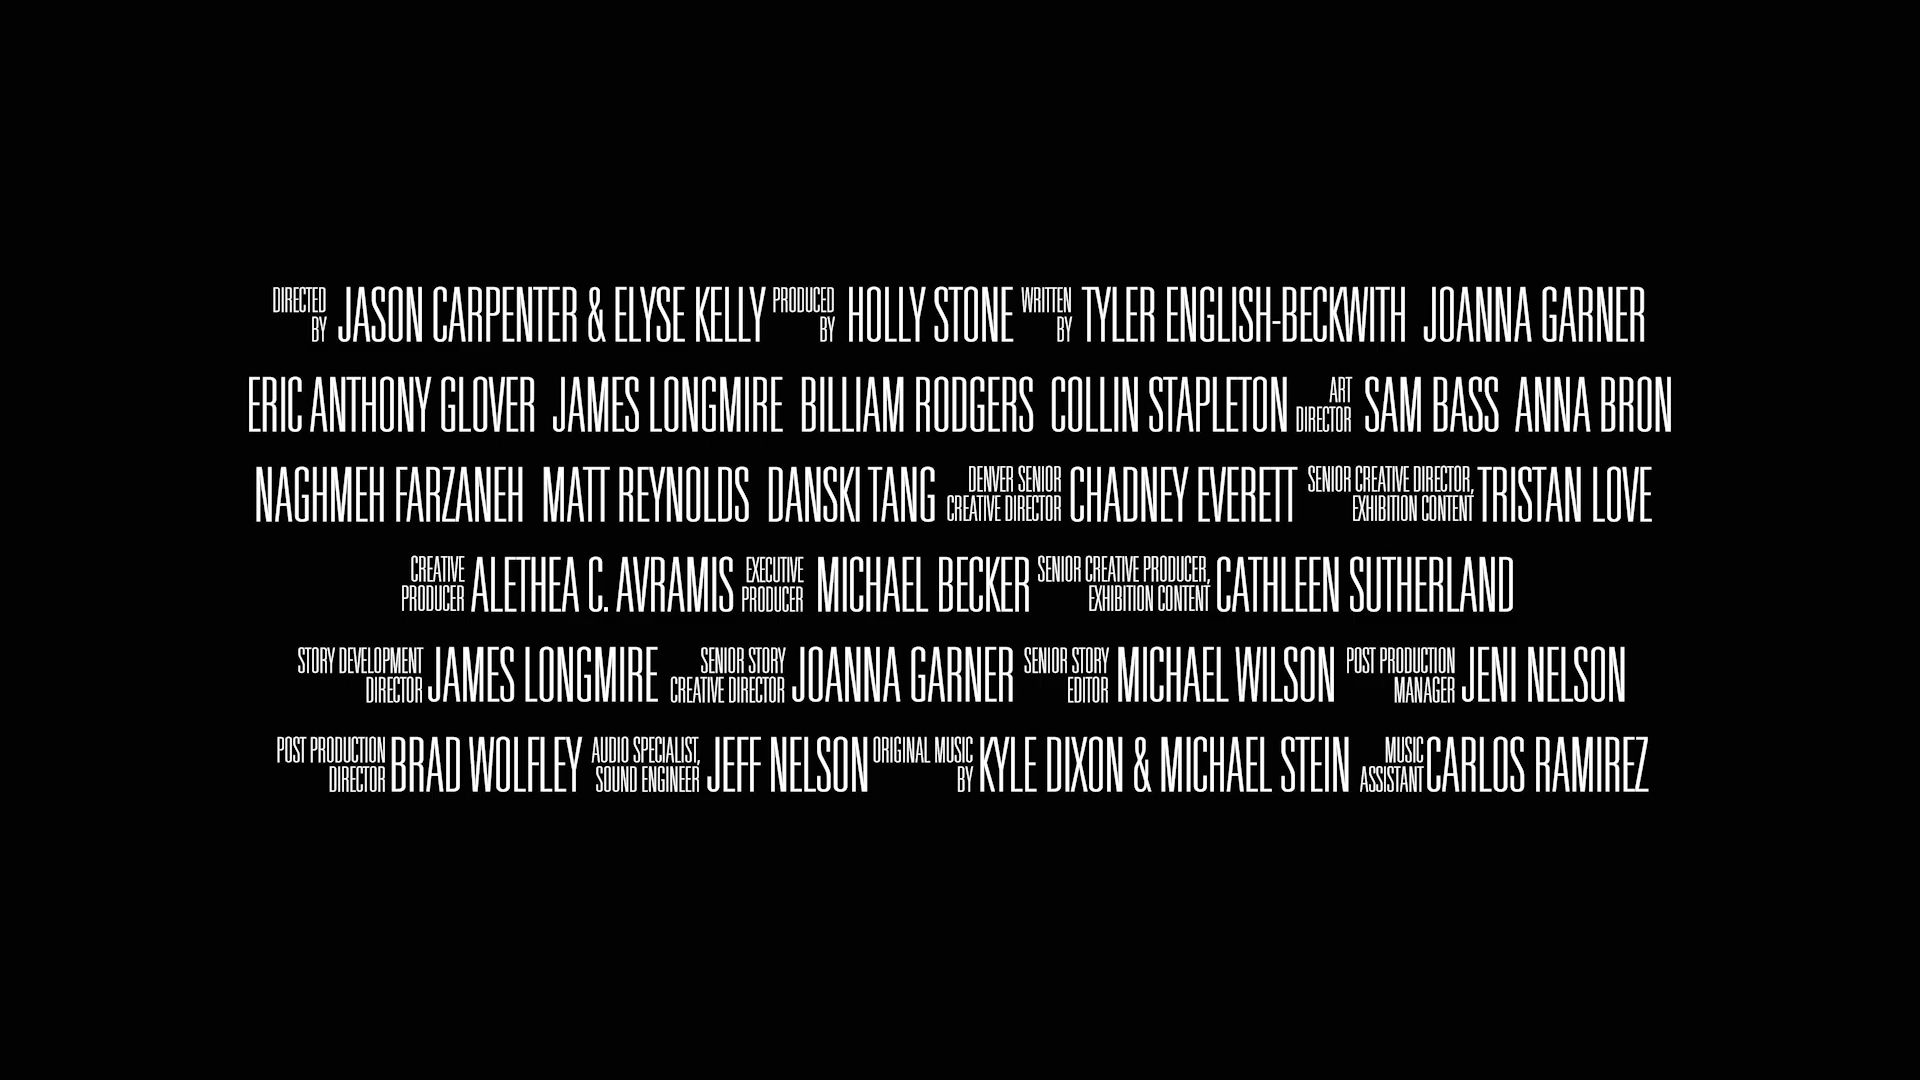 DIRECTED BY JASON CARPENTER & ELYSE KELLY PRODUCED BY HOLLY STONE WRITTEN BY TYLER ENGLISH-BECKWITH JOANNA GARNER
ERIC ANTHONY GLOVER JAMES LONGMIRE BILLIAM RODGERS COLLIN STAPLETON ART DIRECTOR SAM BASS ANNA BRON
NAGHMEH FARZANEH MATT REYNOLDS DANSKI TANG DENVER SENIOR CREATIVE DIRECTOR CHADNEY EVERETT SENIOR CREATIVE DIRECTOR, EXHIBITION CONTENT TRISTAN LOVE
CREATIVE PRODUCER ALETHEA C. AVRAMIS EXECUTIVE PRODUCER MICHAEL BECKER SENIOR CREATIVE PRODUCER, EXHIBITION CONTENT CATHLEEN SUTHERLAND
STORY DEVELOPMENT DIRECTOR JAMES LONGMIRE SENIOR STORY CREATIVE DIRECTOR JOANNA GARNER SENIOR STORY EDITOR MICHAEL WILSON POST PRODUCTION MANAGER JENI NELSON
POST PRODUCTION DIRECTOR BRAD WOLFLEY AUDIO SPECIALIST, SOUND ENGINEER JEFF NELSON ORIGINAL MUSIC BY KYLE DIXON & MICHAEL STEIN MUSIC ASSISTANT CARLOS RAMIREZ